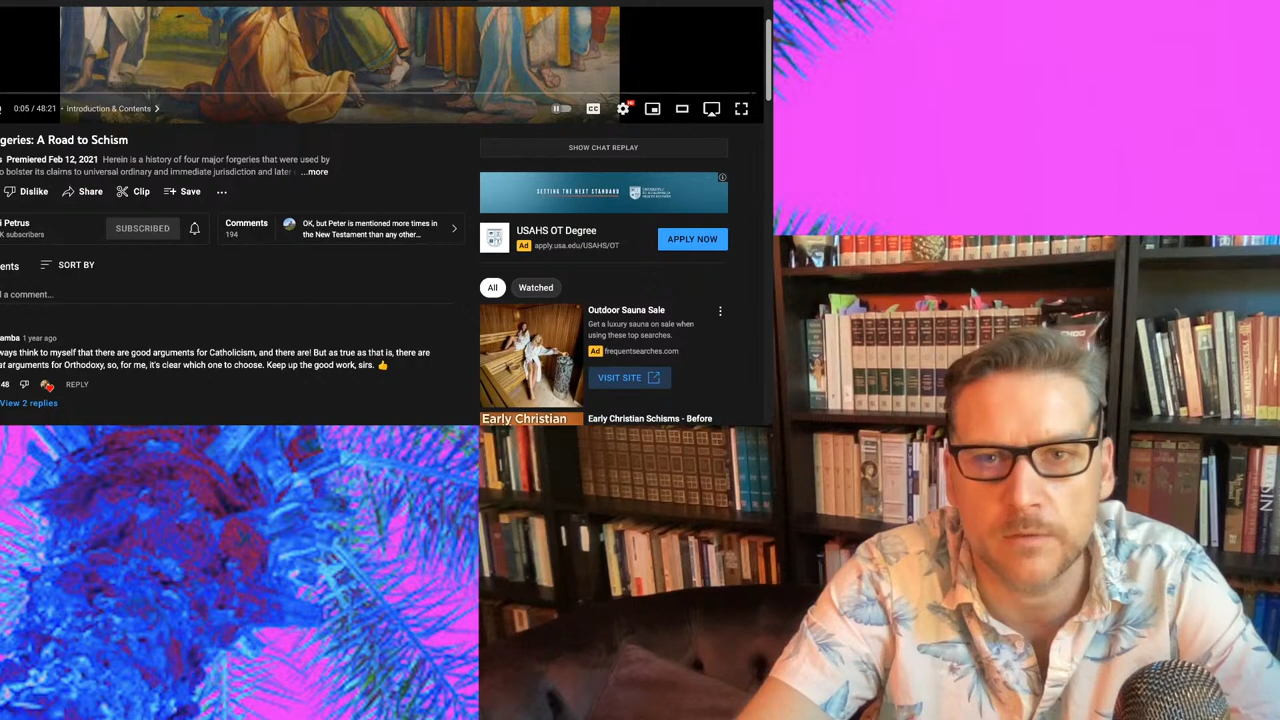 0:05 / 48:21 • Introduction & Contents
CC
geries: A Road to Schism
s Premiered Feb 12, 2021 Herein is a history of four major forgeries that were used by
o bolster its claims to universal ordinary and immediate jurisdiction and later ...more
Dislike Share Clip Save ...
i Petrus
K subscribers
SUBSCRIBED
Comments
194
OK, but Peter is mentioned more times in
the New Testament than any other...
ents SORT BY
l a comment...
amba 1 year ago
ways think to myself that there are good arguments for Catholicism, and there are! But as true as that is, there are
at arguments for Orthodoxy, so, for me, it's clear which one to choose. Keep up the good work, sirs. 👍
48 REPLY
View 2 replies
SHOW CHAT REPLAY
SETTING THE NEXT STANDARD
USAHS OT Degree
Ad apply.usa.edu/USAHS/OT
APPLY NOW
All Watched
Outdoor Sauna Sale
Get a luxury sauna on sale when
using these top searches.
Ad frequentsearches.com
VISIT SITE
Early Christian
Early Christian Schisms - Before